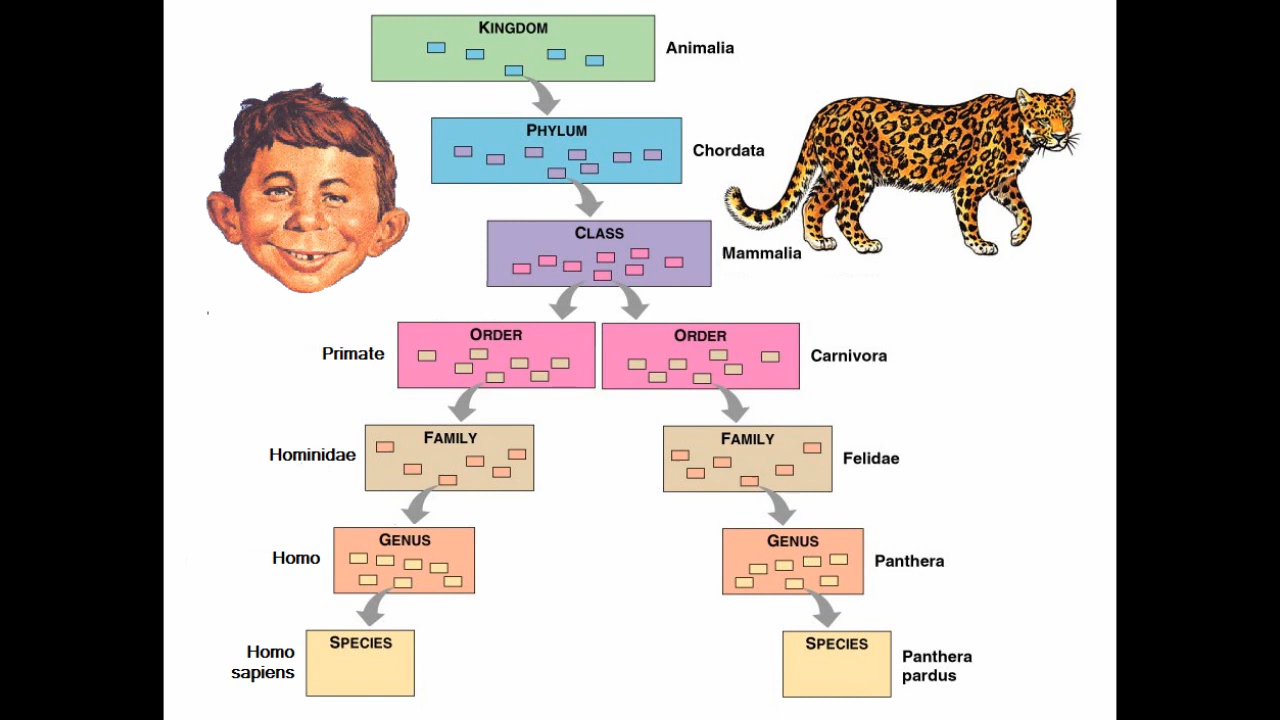 KINGDOM
Animalia
PHYLUM
Chordata
CLASS
Mammalia
Primate
ORDER
ORDER
Carnivora
Hominidae
FAMILY
FAMILY
Felidae
Homo
GENUS
GENUS
Panthera
Homo
sapiens
SPECIES
SPECIES
Panthera
pardus